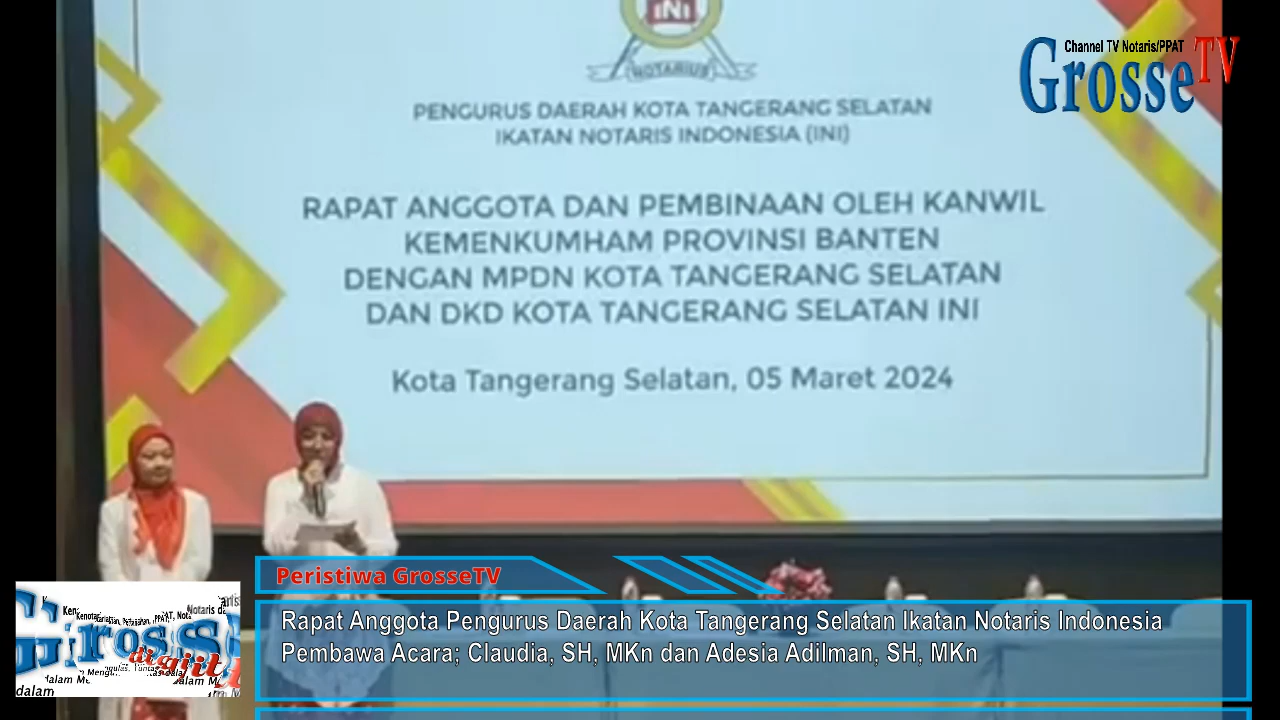 INI
NOTARIUS
Channel TV Notaris/PPAT
GrosseTV
PENGURUS DAERAH KOTA TANGERANG SELATAN
IKATAN NOTARIS INDONESIA (INI)
RAPAT ANGGOTA DAN PEMBINAAN OLEH KANWIL
KEMENKUMHAM PROVINSI BANTEN
DENGAN MPDN KOTA TANGERANG SELATAN
DAN DKD KOTA TANGERANG SELATAN INI
Kota Tangerang Selatan, 05 Maret 2024
Peristiwa GrosseTV
Rapat Anggota Pengurus Daerah Kota Tangerang Selatan Ikatan Notaris Indonesia
Pembawa Acara; Claudia, SH, MKn dan Adesia Adilman, SH, MKn
Grosse
digijit
dalam